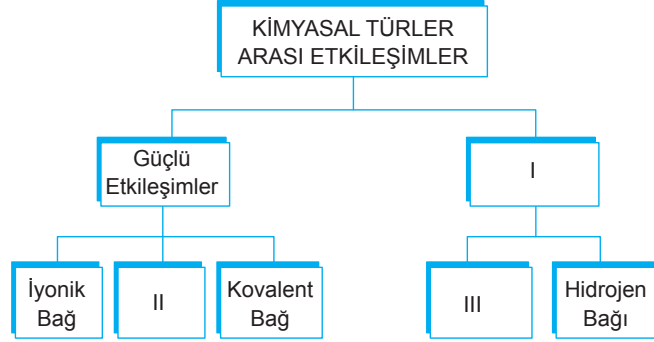 KİMYASAL TÜRLER
ARASI ETKİLEŞİMLER
Güçlü
Etkileşimler
I
İyonik
Bağ
II
Kovalent
Bağ
III
Hidrojen
Bağı